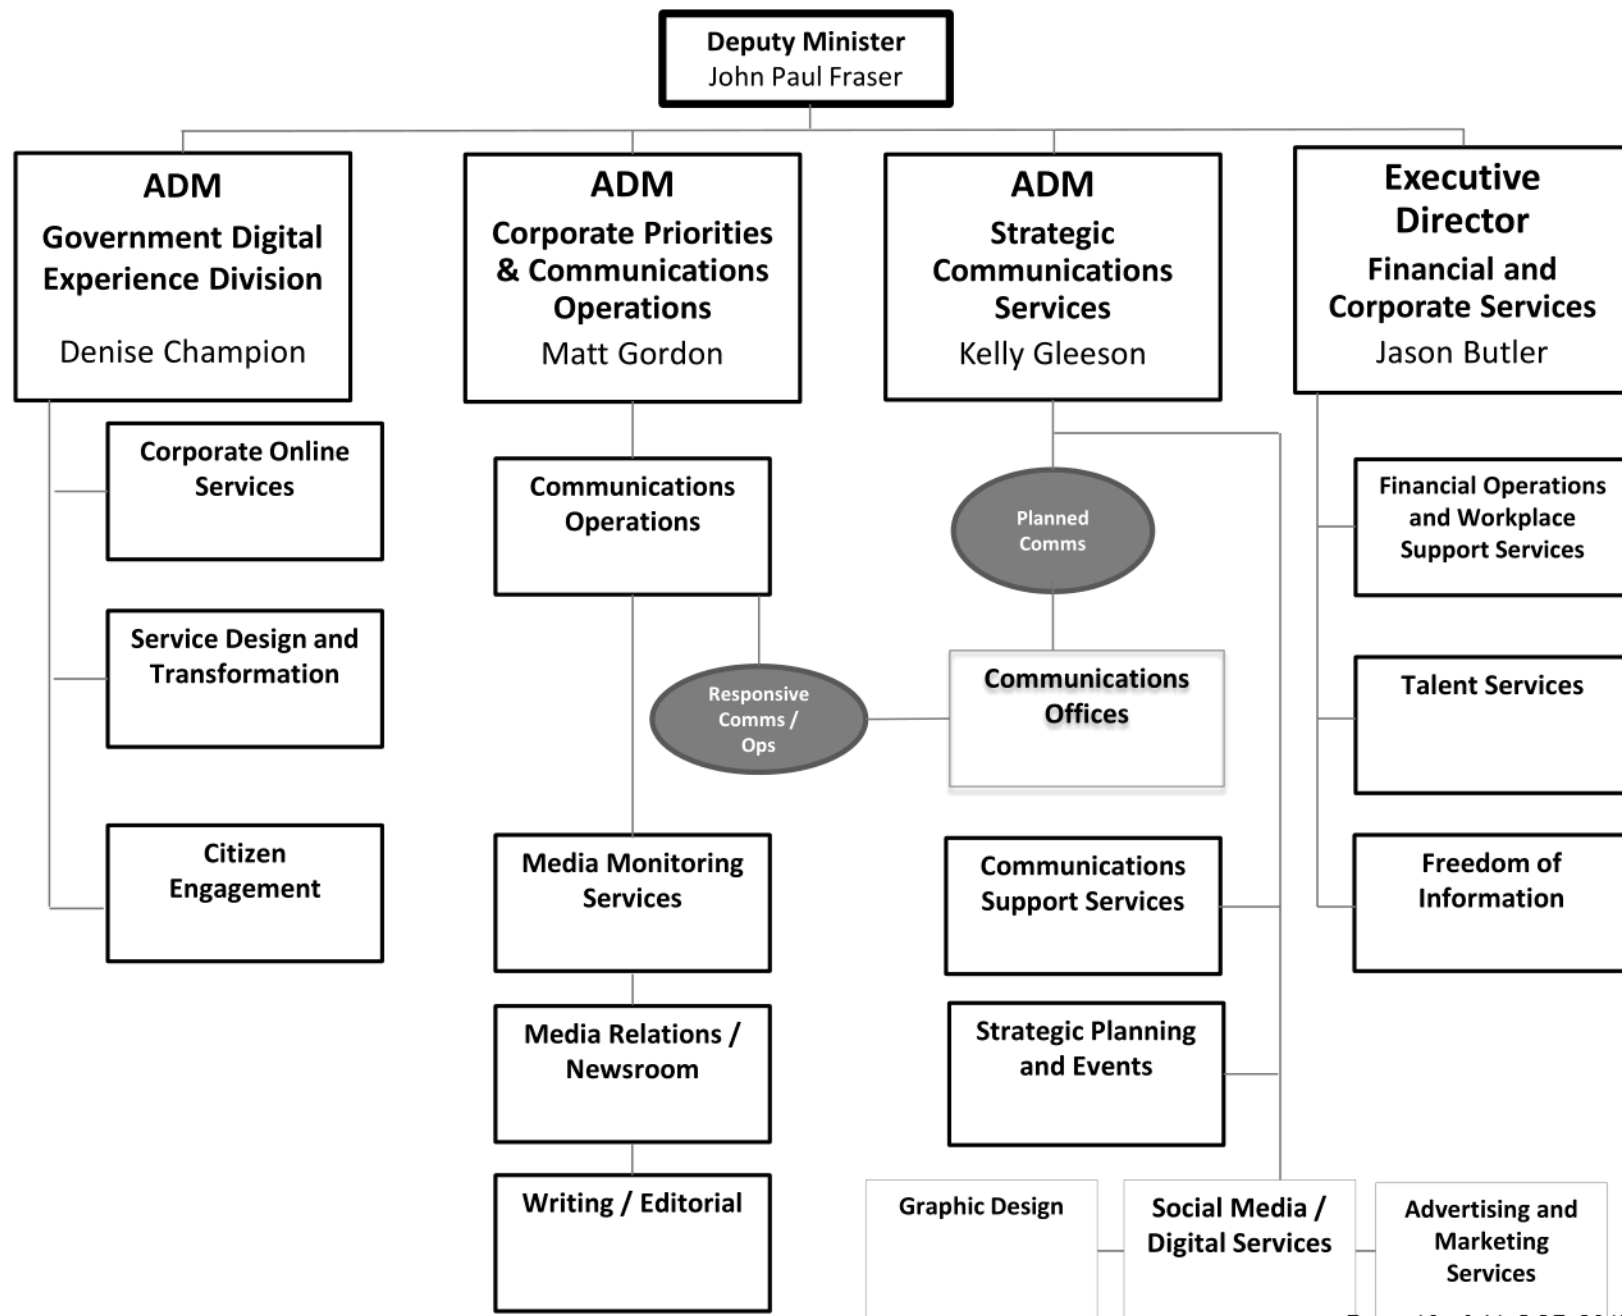 Deputy Minister
John Paul Fraser
ADM
Government Digital
Experience Division
Denise Champion
ADM
Corporate Priorities
& Communications
Operations
Matt Gordon
ADM
Strategic
Communications
Services
Kelly Gleeson
Executive
Director
Financial and
Corporate Services
Jason Butler
Corporate Online
Services
Service Design and
Transformation
Citizen
Engagement
Communications
Operations
Responsive
Comms /
Ops
Media Monitoring
Services
Media Relations /
Newsroom
Writing / Editorial
Planned
Comms
Communications
Offices
Communications
Support Services
Strategic Planning
and Events
Graphic Design
Social Media /
Digital Services
Advertising and
Marketing
Services
Financial Operations
and Workplace
Support Services
Talent Services
Freedom of
Information